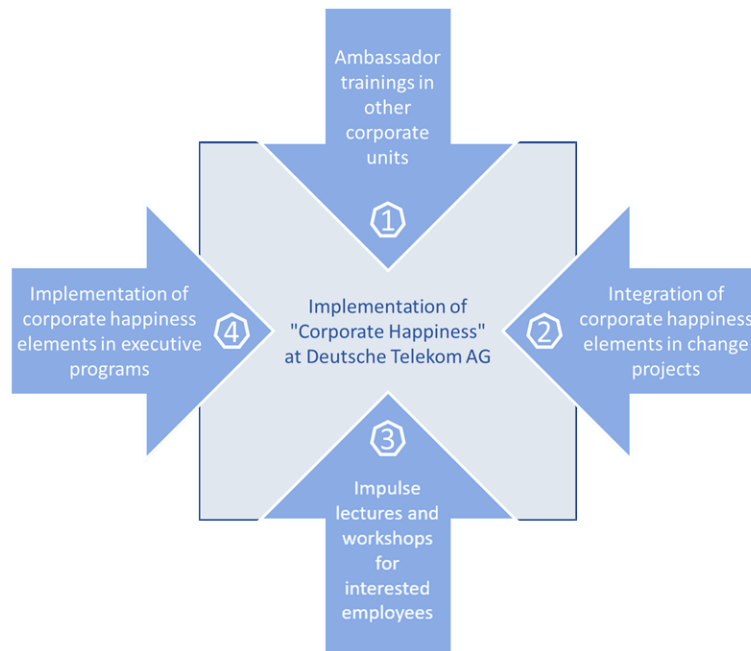 Ambassador
trainings in
other
corporate
units
1
Implementation of
corporate happiness
elements in executive
programs
4
Implementation of
"Corporate Happiness"
at Deutsche Telekom AG
2
Integration of
corporate happiness
elements in change
projects
3
Impulse
lectures and
workshops
for
interested
employees